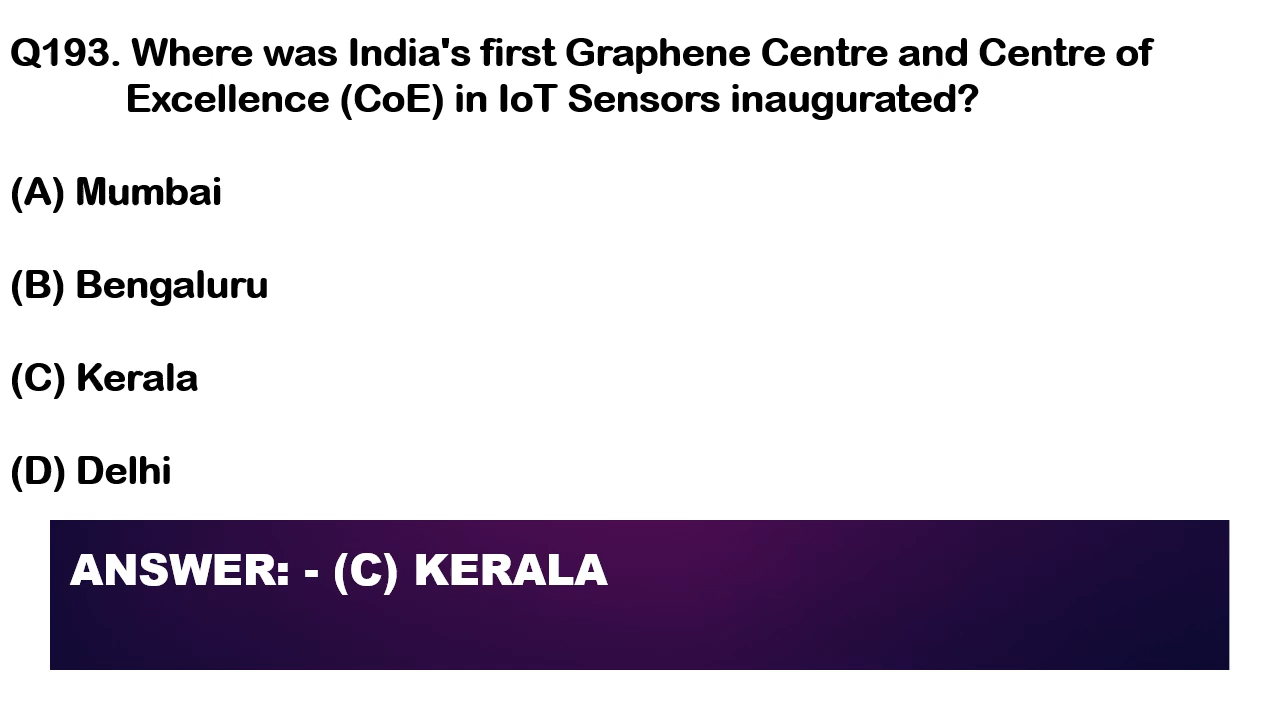 Q193. Where was India's first Graphene Centre and Centre of
Excellence (CoE) in IoT Sensors inaugurated?
(A) Mumbai
(B) Bengaluru
(C) Kerala
(D) Delhi
ANSWER: - (C) KERALA